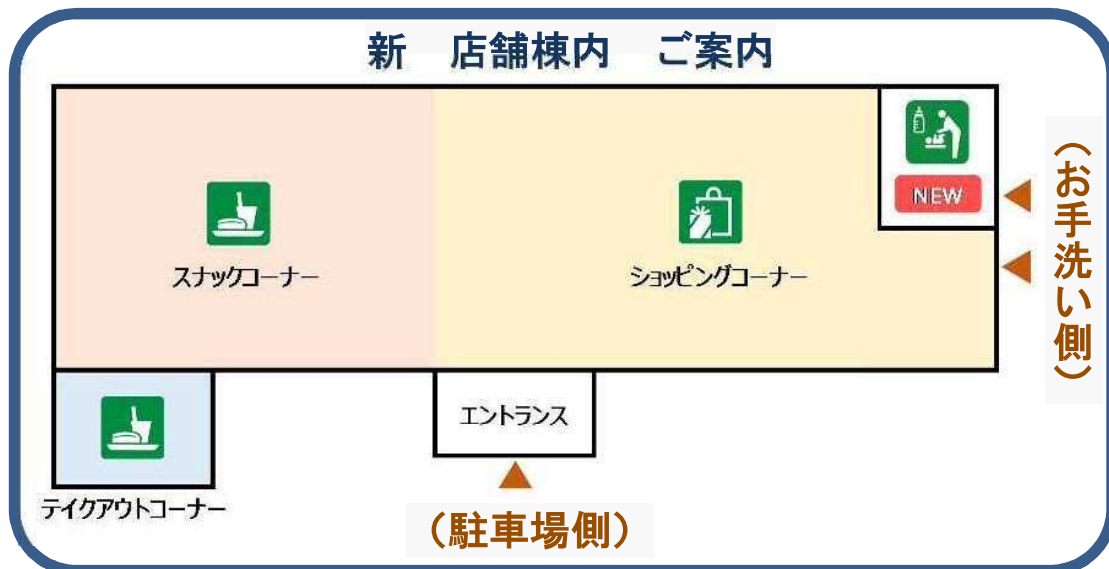 新 店舗棟内 ご案内
NEW
スナックコーナー
ショッピングコーナー
(お手洗い側)
エントランス
テイクアウトコーナー
(駐車場側)